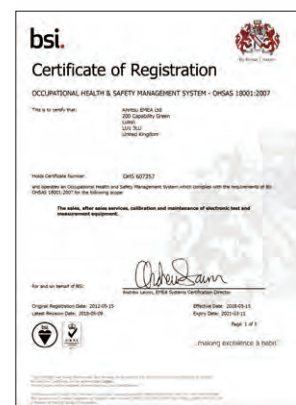 bsi.
By Royal Charter
Certificate of Registration
OCCUPATIONAL HEALTH & SAFETY MANAGEMENT SYSTEM - OHSAS 18001:2007
This is to certify that:
Anritsu EMEA Ltd
200 Capability Green
Luton
LU1 3LU
United Kingdom
Holds Certificate Number:
OHS 607357
and operates an Occupational Health and Safety Management System which complies with the requirements of BS
OHSAS 18001:2007 for the following scope:
The sales, after sales services, calibration and maintenance of electronic test and
measurement equipment.
For and on behalf of BSI:
Andrew Launn, EMEA Systems Certification Director
Original Registration Date: 2012-05-15
Effective Date: 2018-05-15
Latest Revision Date: 2018-05-09
Expiry Date: 2021-03-11
Page 1 of 1
...making excellence a habit.